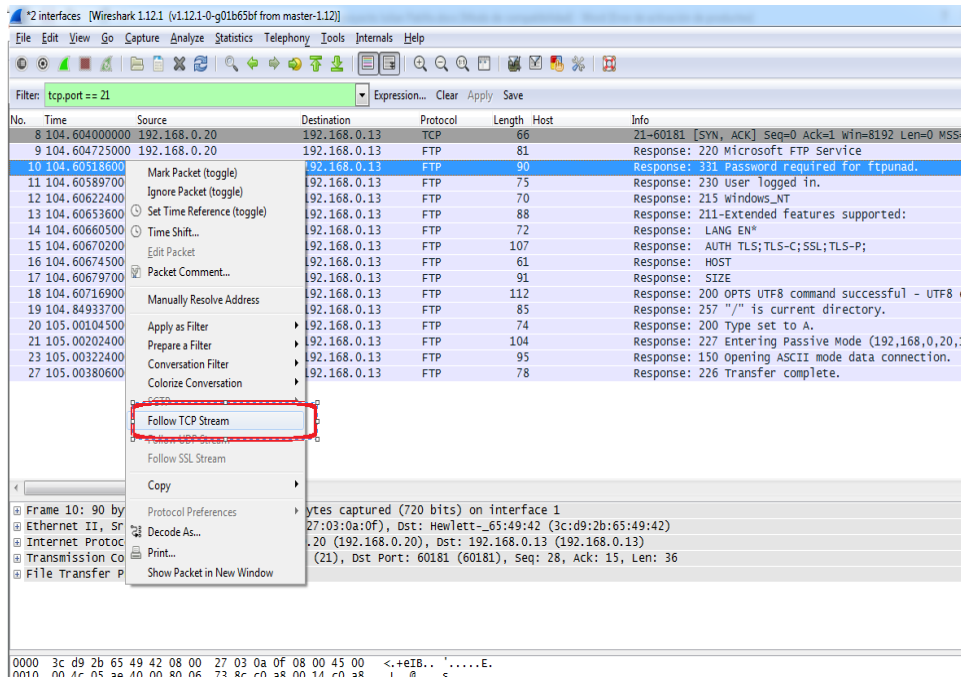 *2 interfaces [Wireshark 1.12.1 (v1.12.1-0-g01b65bf from master-1.12)]
File Edit View Go Capture Analyze Statistics Telephony Tools Internals Help
Filter: tcp.port == 21 Expression... Clear Apply Save
No. Time Source Destination Protocol Length Host Info
8 104.604000000 192.168.0.20 192.168.0.13 TCP 66 21→60181 [SYN, ACK] Seq=0 Ack=1 Win=8192 Len=0 MSS=
9 104.604725000 192.168.0.20 192.168.0.13 FTP 81 Response: 220 Microsoft FTP Service
10 104.60518600 192.168.0.13 FTP 90 Response: 331 Password required for ftpunad.
11 104.60589700 192.168.0.13 FTP 75 Response: 230 User logged in.
12 104.60622400 192.168.0.13 FTP 70 Response: 215 Windows_NT
13 104.60653600 192.168.0.13 FTP 88 Response: 211-Extended features supported:
14 104.60660500 192.168.0.13 FTP 72 Response: LANG EN*
15 104.60670200 192.168.0.13 FTP 107 Response: AUTH TLS;TLS-C;SSL;TLS-P;
16 104.60674500 192.168.0.13 FTP 61 Response: HOST
17 104.60679700 192.168.0.13 FTP 91 Response: SIZE
18 104.60716900 192.168.0.13 FTP 112 Response: 200 OPTS UTF8 command successful - UTF8
19 104.84933700 192.168.0.13 FTP 85 Response: 257 "/" is current directory.
20 105.00104500 192.168.0.13 FTP 74 Response: 200 Type set to A.
21 105.00202400 192.168.0.13 FTP 104 Response: 227 Entering Passive Mode (192,168,0,20,
23 105.00322400 192.168.0.13 FTP 95 Response: 150 Opening ASCII mode data connection.
27 105.00380600 192.168.0.13 FTP 78 Response: 226 Transfer complete.
Mark Packet (toggle)
Ignore Packet (toggle)
Set Time Reference (toggle)
Time Shift...
Edit Packet
Packet Comment...
Manually Resolve Address
Apply as Filter
Prepare a Filter
Conversation Filter
Colorize Conversation
SCTP
Follow TCP Stream
Follow UDP Stream
Follow SSL Stream
Copy
Protocol Preferences
Decode As...
Print...
Show Packet in New Window
Frame 10: 90 by ytes captured (720 bits) on interface 1
Ethernet II, Sr 27:03:0a:0f), Dst: Hewlett-_65:49:42 (3c:d9:2b:65:49:42)
Internet Protoc .20 (192.168.0.20), Dst: 192.168.0.13 (192.168.0.13)
Transmission Co (21), Dst Port: 60181 (60181), Seq: 28, Ack: 15, Len: 36
File Transfer P
0000 3c d9 2b 65 49 42 08 00 27 03 0a 0f 08 00 45 00 <.+eIB.. '.....E.
0010 00 4c 05 ae 40 00 80 06 73 8c c0 a8 00 14 c0 a8